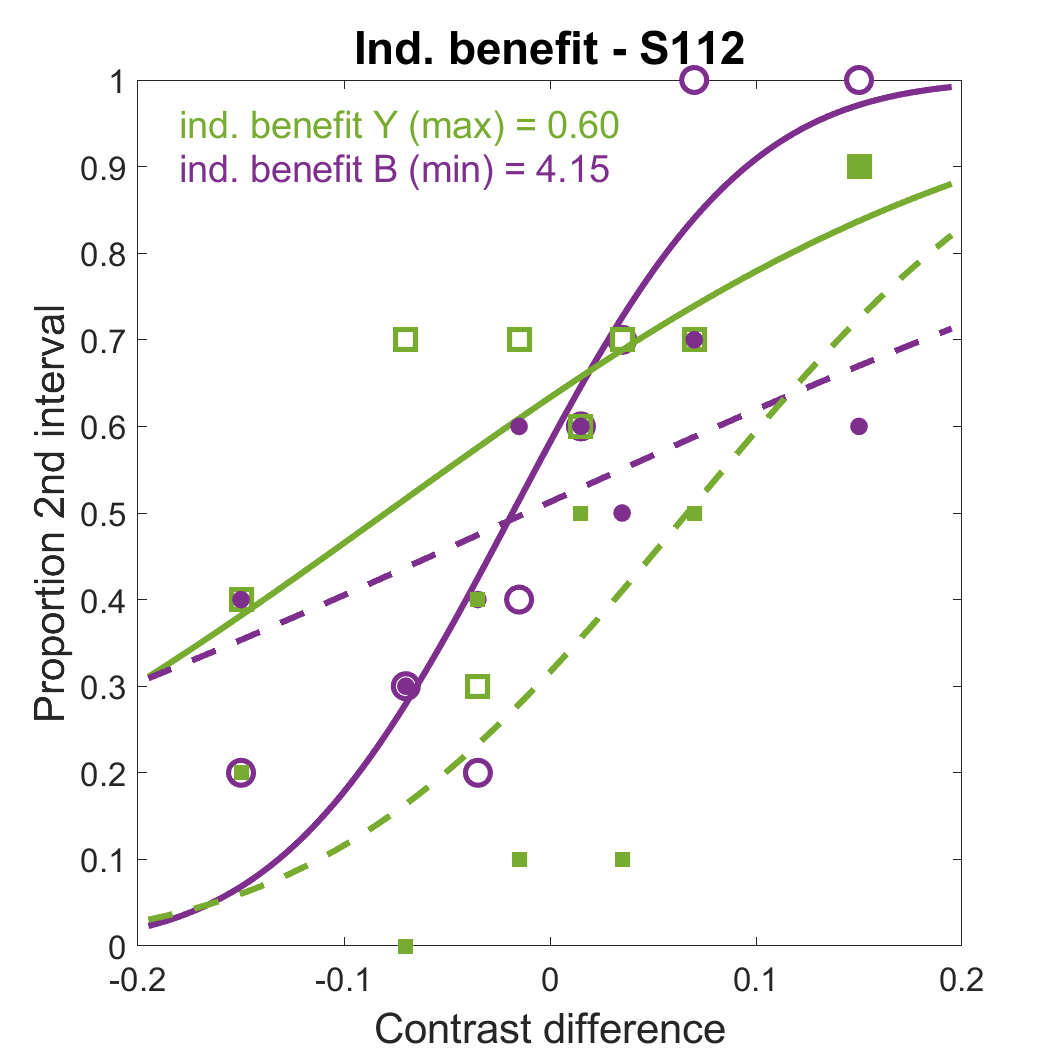 Ind. benefit - S112
ind. benefit Y (max) = 0.60
ind. benefit B (min) = 4.15
Proportion 2nd interval
1
0.9
0.8
0.7
0.6
0.5
0.4
0.3
0.2
0.1
0
-0.2 -0.1 0 0.1 0.2
Contrast difference